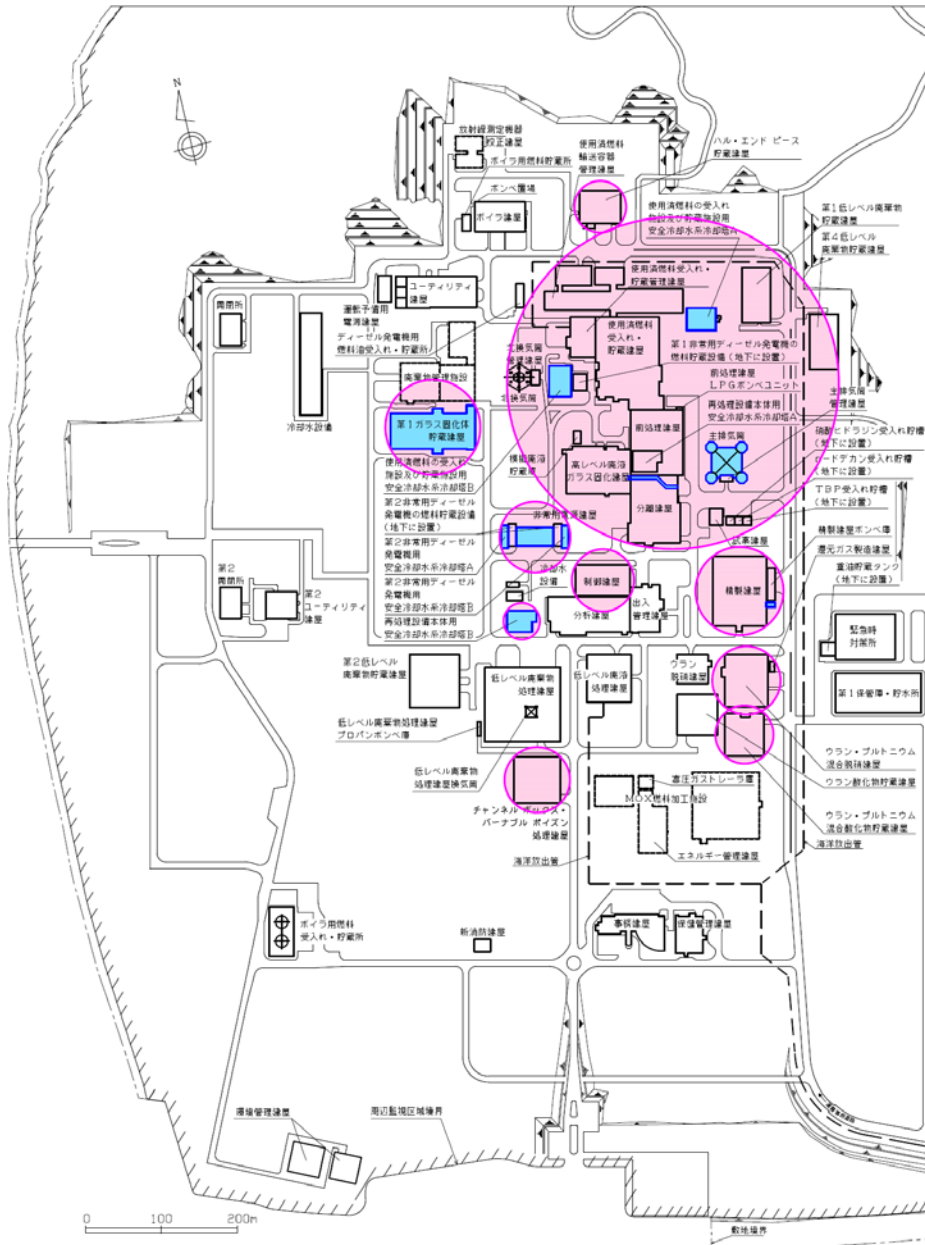 N
放射線測定機器
校正建屋
ボイラ用燃料貯蔵所
ボンベ置場
ボイラ建屋
使用済燃料
輸送容器
管理建屋
ハル・エンド ピース
貯蔵建屋
使用済燃料の受入れ
施設及び貯蔵施設用
安全冷却水系冷却塔A
第1低レベル廃棄物
貯蔵建屋
第4低レベル
廃棄物貯蔵建屋
開閉所
ユーティリティ
建屋
運転予備用
電源建屋
ディーゼル発電機用
燃料油受入れ・貯蔵所
使用済燃料受入れ・
貯蔵管理建屋
使用済燃料
受入れ・
貯蔵建屋
第1非常用ディーゼル発電機の
燃料貯蔵設備(地下に設置)
北換気筒
管理建屋
北換気筒
廃棄物管理施設
冷却水設備
第1ガラス固化体
貯蔵建屋
前処理建屋
LPGボンベユニット
再処理設備本体用
安全冷却水系冷却塔A
主排気筒
管理建屋
前処理建屋
主排気筒
硝酸ヒドラジン受入れ貯槽
(地下に設置)
n-ドデカン受入れ貯槽
(地下に設置)
TBP受入れ貯槽
(地下に設置)
模擬廃液
貯蔵庫
高レベル廃液
ガラス固化建屋
分離建屋
試薬建屋
使用済燃料の受入れ
施設及び貯蔵施設用
安全冷却水系冷却塔B
第2非常用ディーゼル
発電機の燃料貯蔵設備
(地下に設置)
第2非常用ディーゼル
発電機用
安全冷却水系冷却塔A
第2非常用ディーゼル
発電機用
安全冷却水系冷却塔B
再処理設備本体用
安全冷却水系冷却塔B
非常用電源建屋
冷却水
設備
制御建屋
分析建屋
出入
管理建屋
精製建屋
精製建屋ボンベ庫
還元ガス製造建屋
重油貯蔵タンク
(地下に設置)
緊急時
対策所
第1保管庫・貯水所
第2
開閉所
第2
ユーティリティ
建屋
第2低レベル
廃棄物貯蔵建屋
低レベル廃棄物
処理建屋
低レベル廃液
処理建屋
ウラン
脱硝建屋
低レベル廃棄物処理建屋
プロパンボンベ庫
低レベル廃棄物
処理建屋換気筒
チャンネル ボックス・
バーナブル ポイズン
処理建屋
高圧ガストレーラ庫
MOX燃料加工施設
エネルギー管理建屋
海洋放出管
ウラン・プルトニウム
混合脱硝建屋
ウラン酸化物貯蔵建屋
ウラン・プルトニウム
混合酸化物貯蔵建屋
海洋放出管
ボイラ用燃料
受入れ・貯蔵所
新消防建屋
事務建屋
保健管理建屋
環境管理建屋
周辺監視区域境界
敷地境界
0 100 200m